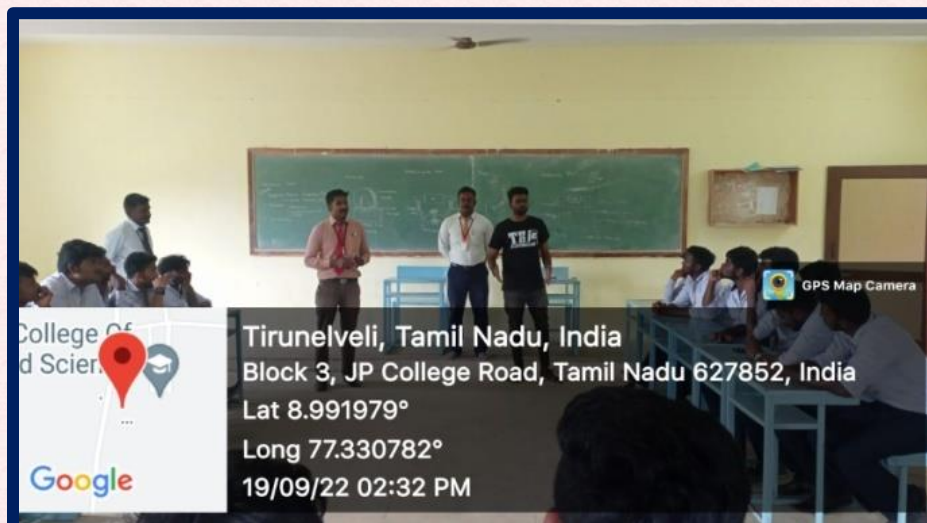 GPS Map Camera
College Of
d Scien
Tirunelveli, Tamil Nadu, India
Block 3, JP College Road, Tamil Nadu 627852, India
Lat 8.991979°
Long 77.330782°
19/09/22 02:32 PM
Google